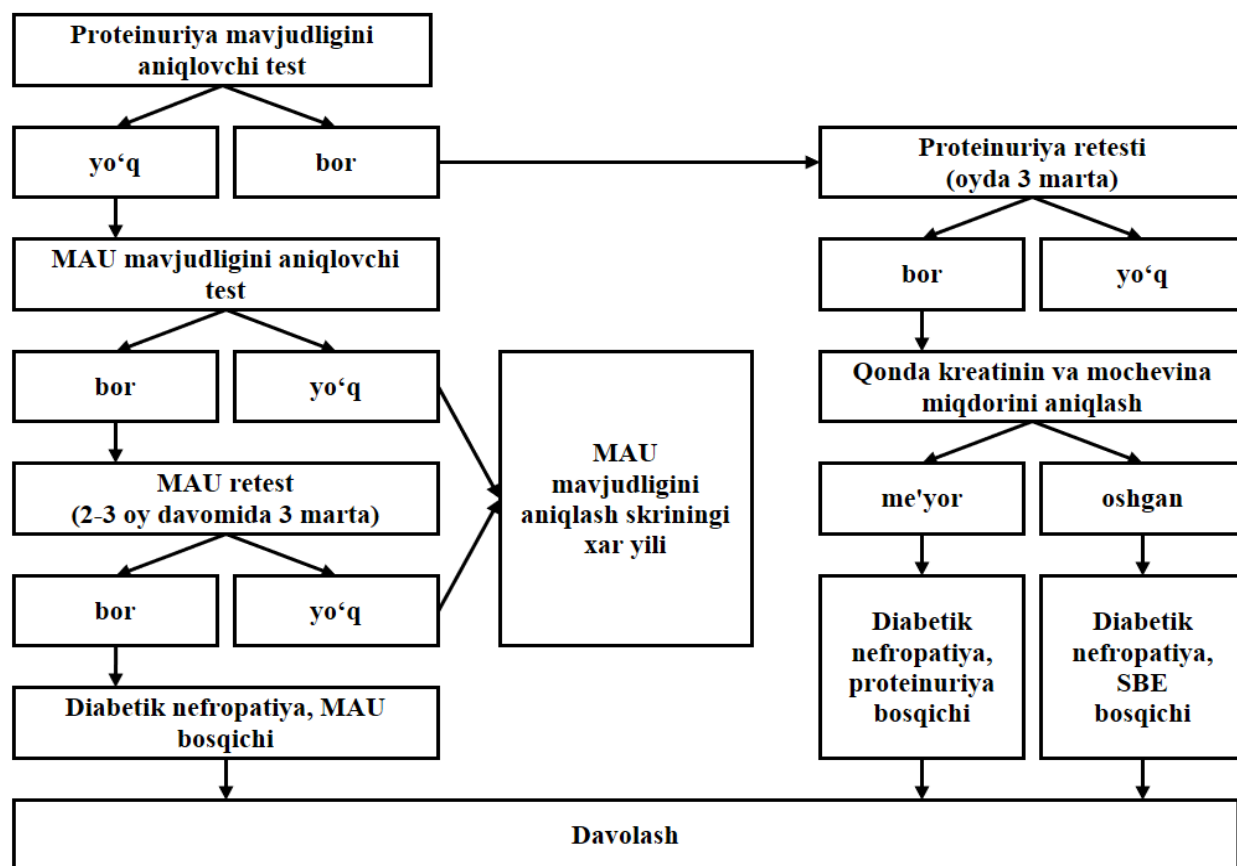 Proteinuriya mavjudligini
aniqlovchi test
yo‘q
bor
Proteinuriya retesti
(oyda 3 marta)
MAU mavjudligini aniqlovchi
test
bor
yo‘q
bor
yo‘q
MAU
mavjudligini
aniqlash skriningi
xar yili
Qonda kreatinin va mochevina
miqdorini aniqlash
MAU retest
(2-3 oy davomida 3 marta)
me'yor
oshgan
bor
yo‘q
Diabetik
nefropatiya,
proteinuriya
bosqichi
Diabetik
nefropatiya,
SBE
bosqichi
Diabetik nefropatiya, MAU
bosqichi
Davolash